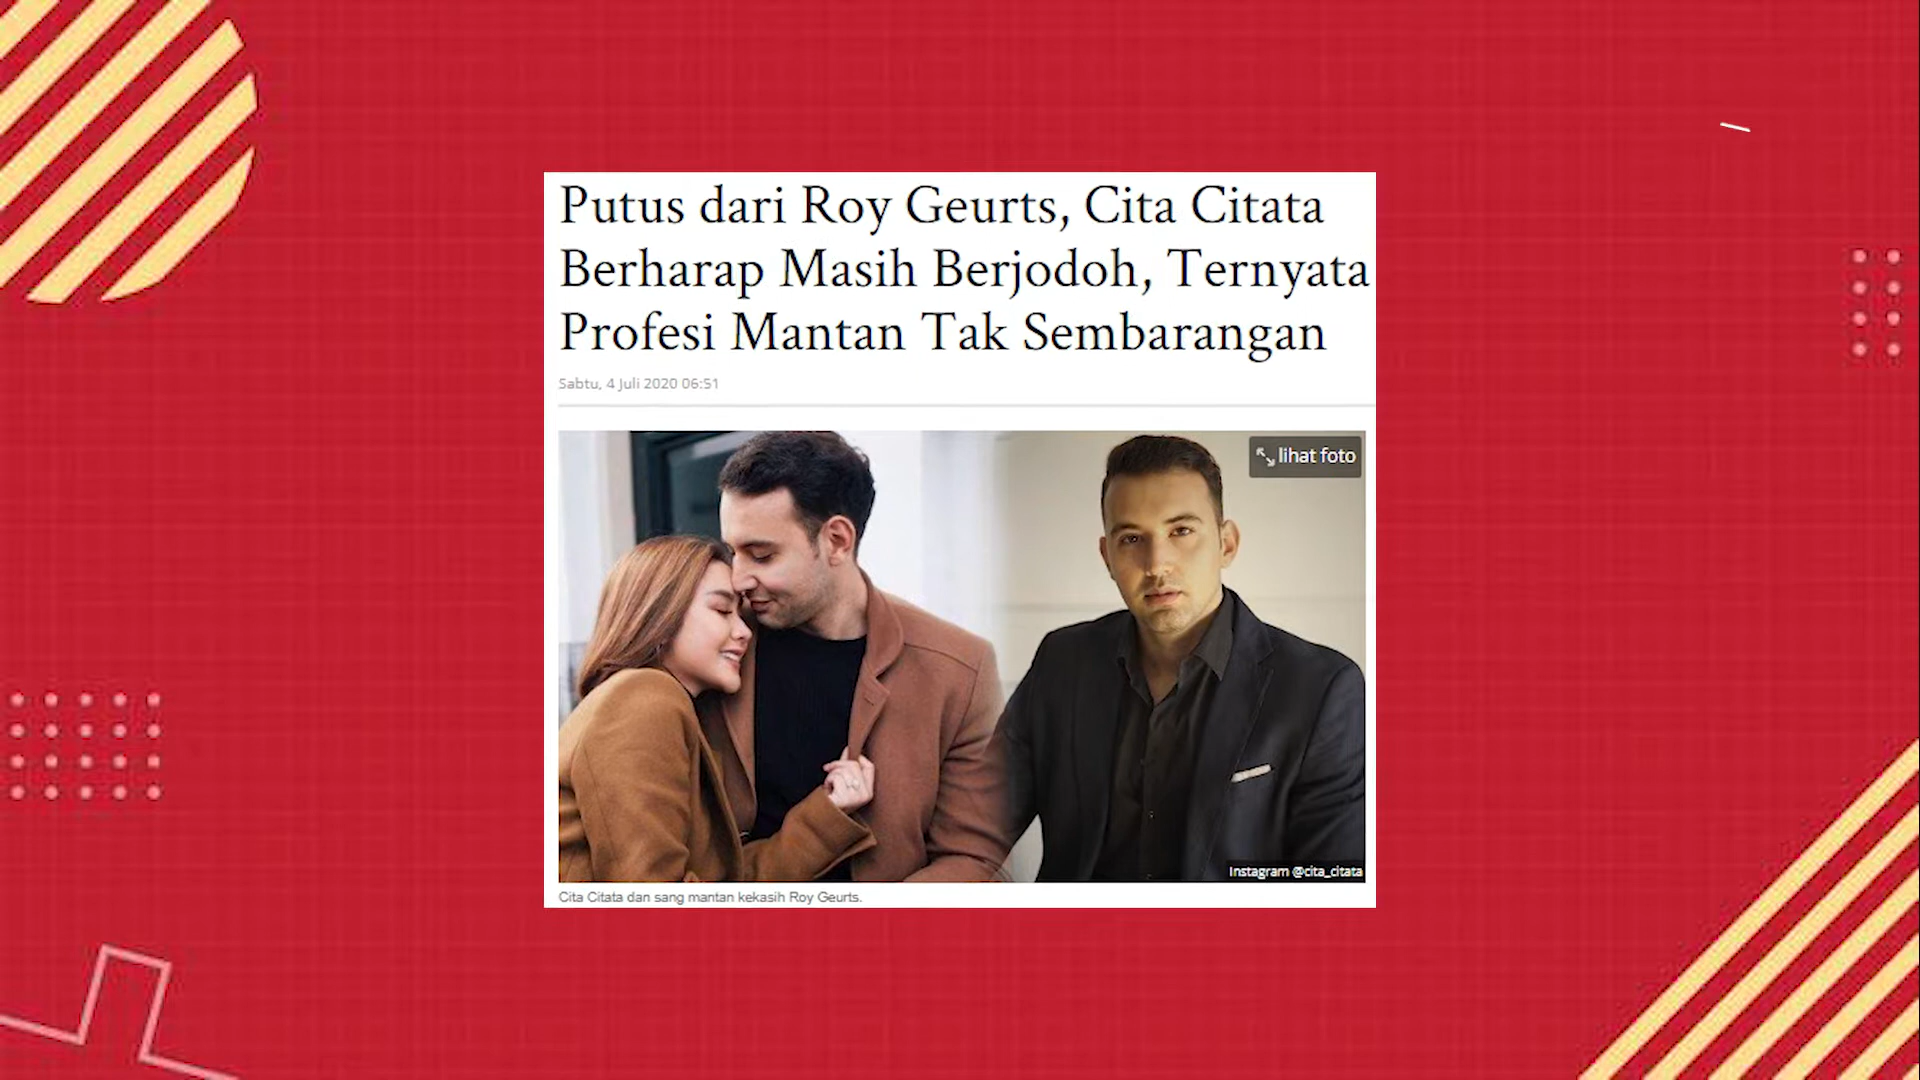 Putus dari Roy Geurts, Cita Citata
Berharap Masih Berjodoh, Ternyata
Profesi Mantan Tak Sembarangan
Sabtu, 4 Juli 2020 06:51
lihat foto
Instagram @cita_citata
Cita Citata dan sang mantan kekasih Roy Geurts.